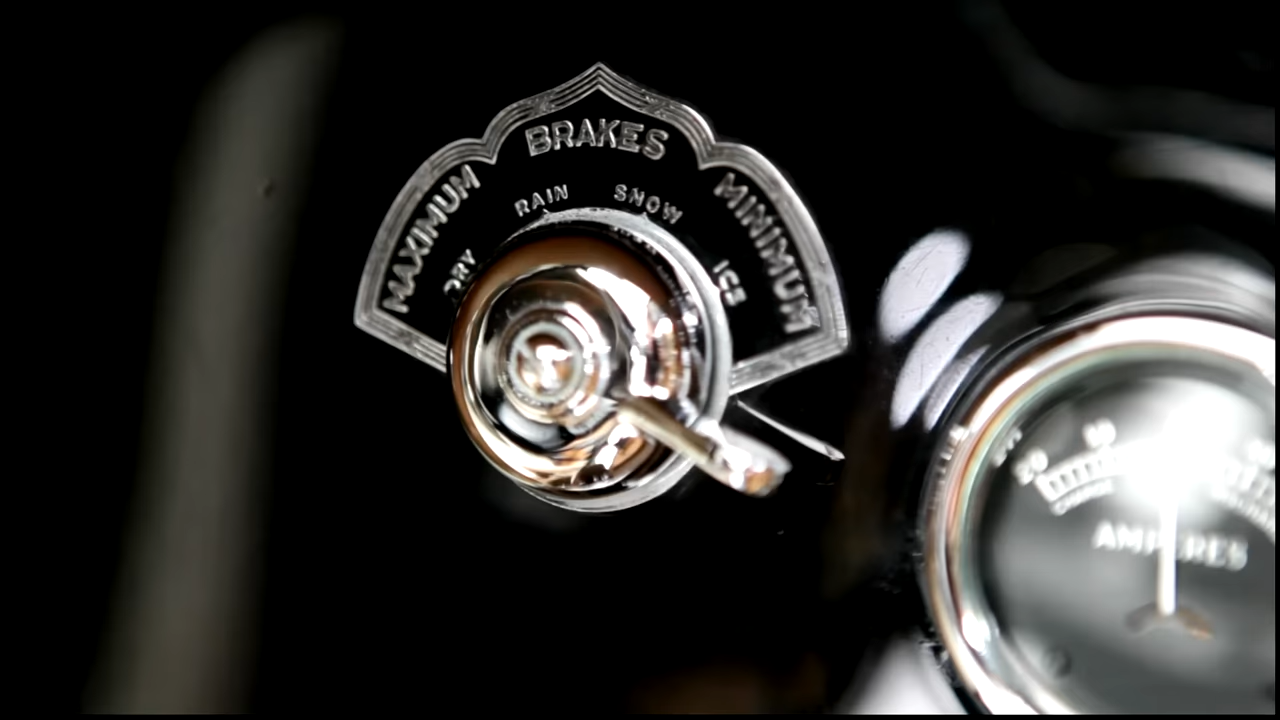 BRAKES
MAXIMUM
MINIMUM
RAIN
SNOW
DRY
ICE
AMPERES